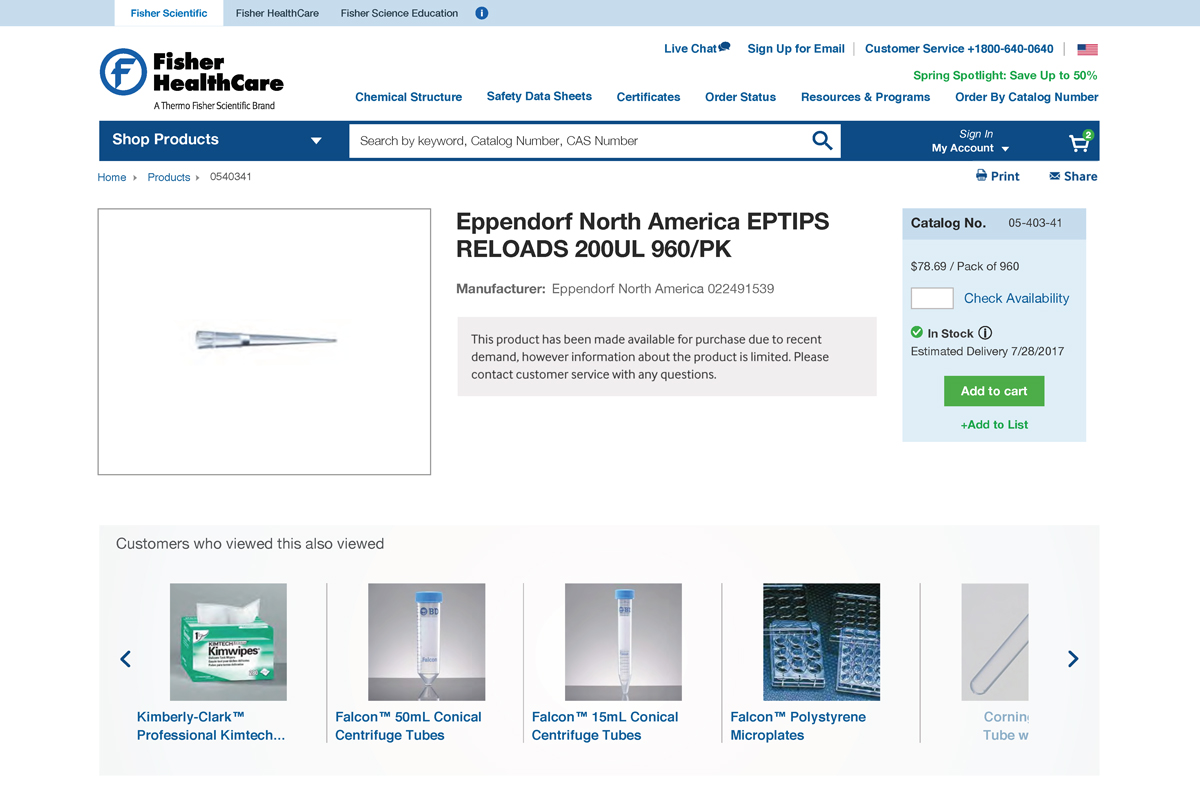 Fisher Scientific
Fisher HealthCare
Fisher Science Education
Live Chat
Sign Up for Email
Customer Service +1800-640-0640
Fisher
HealthCare
A Thermo Fisher Scientific Brand
Spring Spotlight: Save Up to 50%
Chemical Structure
Safety Data Sheets
Certificates
Order Status
Resources & Programs
Order By Catalog Number
Shop Products
Search by keyword, Catalog Number, CAS Number
Sign In
My Account
2
Home
Products
0540341
Print
Share
Eppendorf North America EPTIPS
RELOADS 200UL 960/PK
Manufacturer: Eppendorf North America 022491539
This product has been made available for purchase due to recent
demand, however information about the product is limited. Please
contact customer service with any questions.
Catalog No. 05-403-41
$78.69 / Pack of 960
Check Availability
In Stock
Estimated Delivery 7/28/2017
Add to cart
+Add to List
Customers who viewed this also viewed
KIMTECH
Kimwipes
BD
Falcon
BD
Kimberly-Clark™
Professional Kimtech...
Falcon™ 50mL Conical
Centrifuge Tubes
Falcon™ 15mL Conical
Centrifuge Tubes
Falcon™ Polystyrene
Microplates
Corning
Tube w